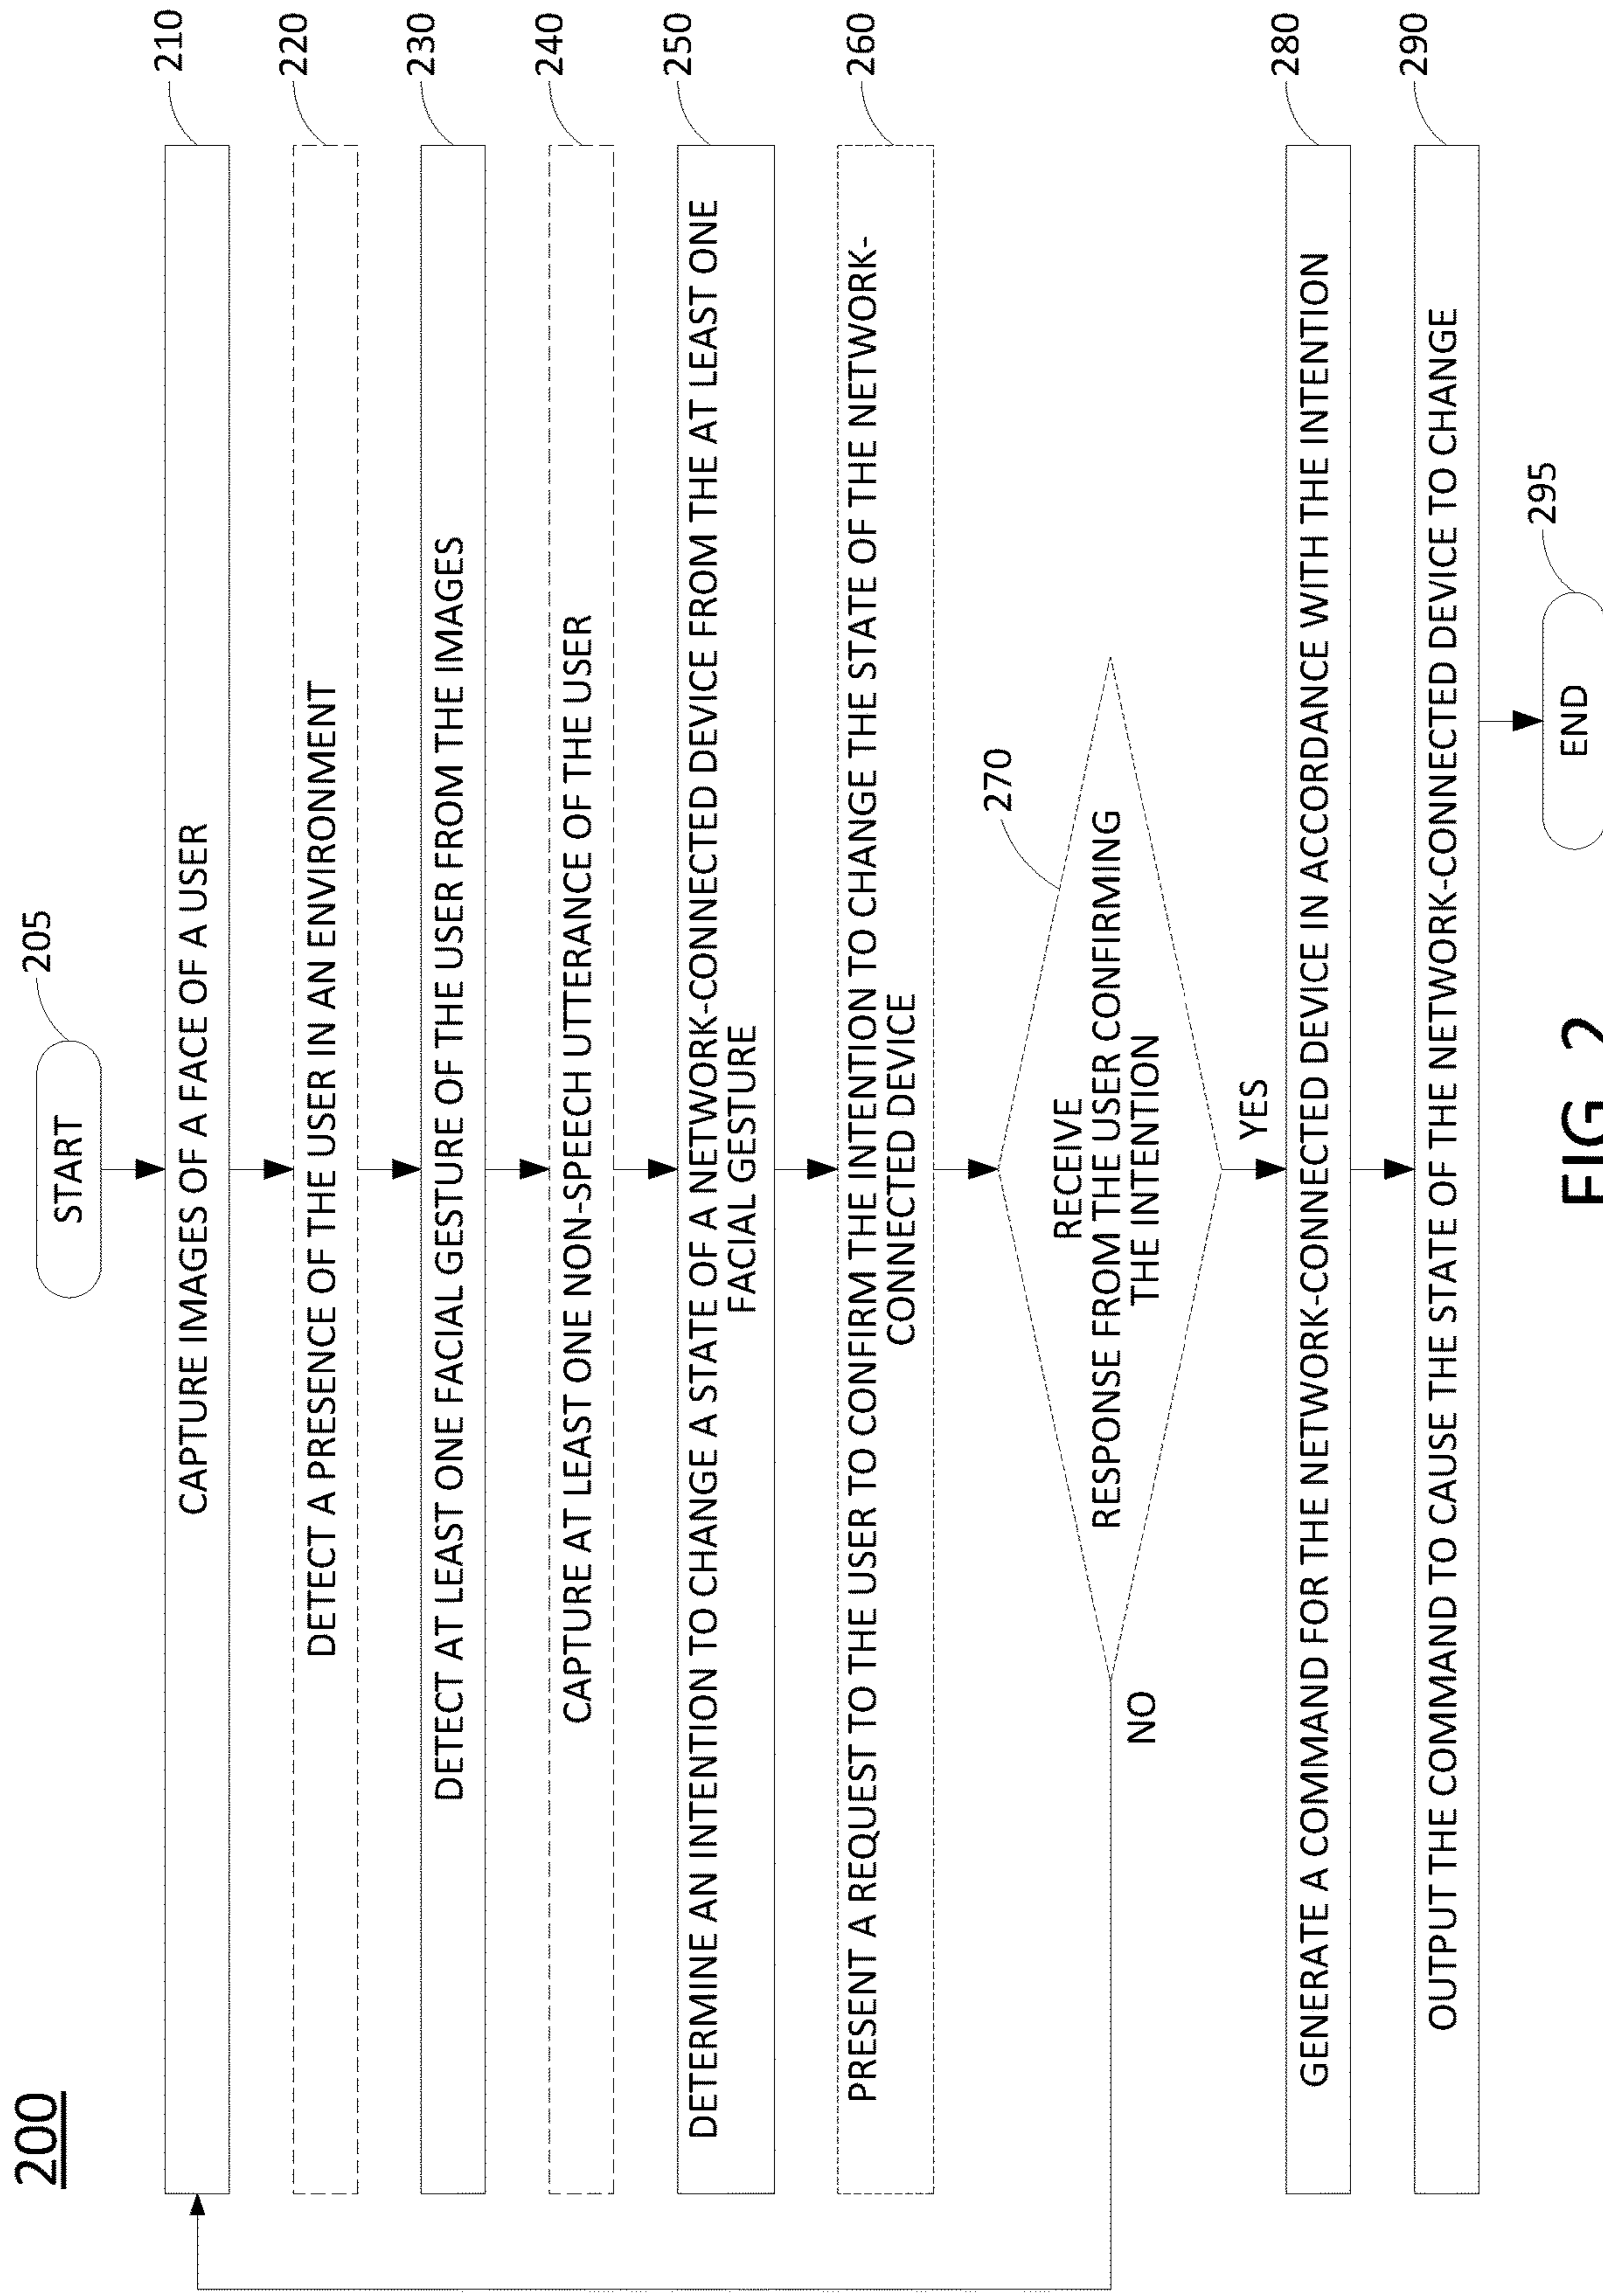 200
START
205
CAPTURE IMAGES OF A FACE OF A USER
210
DETECT A PRESENCE OF THE USER IN AN ENVIRONMENT
220
DETECT AT LEAST ONE FACIAL GESTURE OF THE USER FROM THE IMAGES
230
CAPTURE AT LEAST ONE NON-SPEECH UTTERANCE OF THE USER
240
DETERMINE AN INTENTION TO CHANGE A STATE OF A NETWORK-CONNECTED DEVICE FROM THE AT LEAST ONE
FACIAL GESTURE
250
PRESENT A REQUEST TO THE USER TO CONFIRM THE INTENTION TO CHANGE THE STATE OF THE NETWORK-
CONNECTED DEVICE
260
RECEIVE
RESPONSE FROM THE USER CONFIRMING
THE INTENTION
270
NO
YES
GENERATE A COMMAND FOR THE NETWORK-CONNECTED DEVICE IN ACCORDANCE WITH THE INTENTION
280
OUTPUT THE COMMAND TO CAUSE THE STATE OF THE NETWORK-CONNECTED DEVICE TO CHANGE
290
END
295
FIG. 2